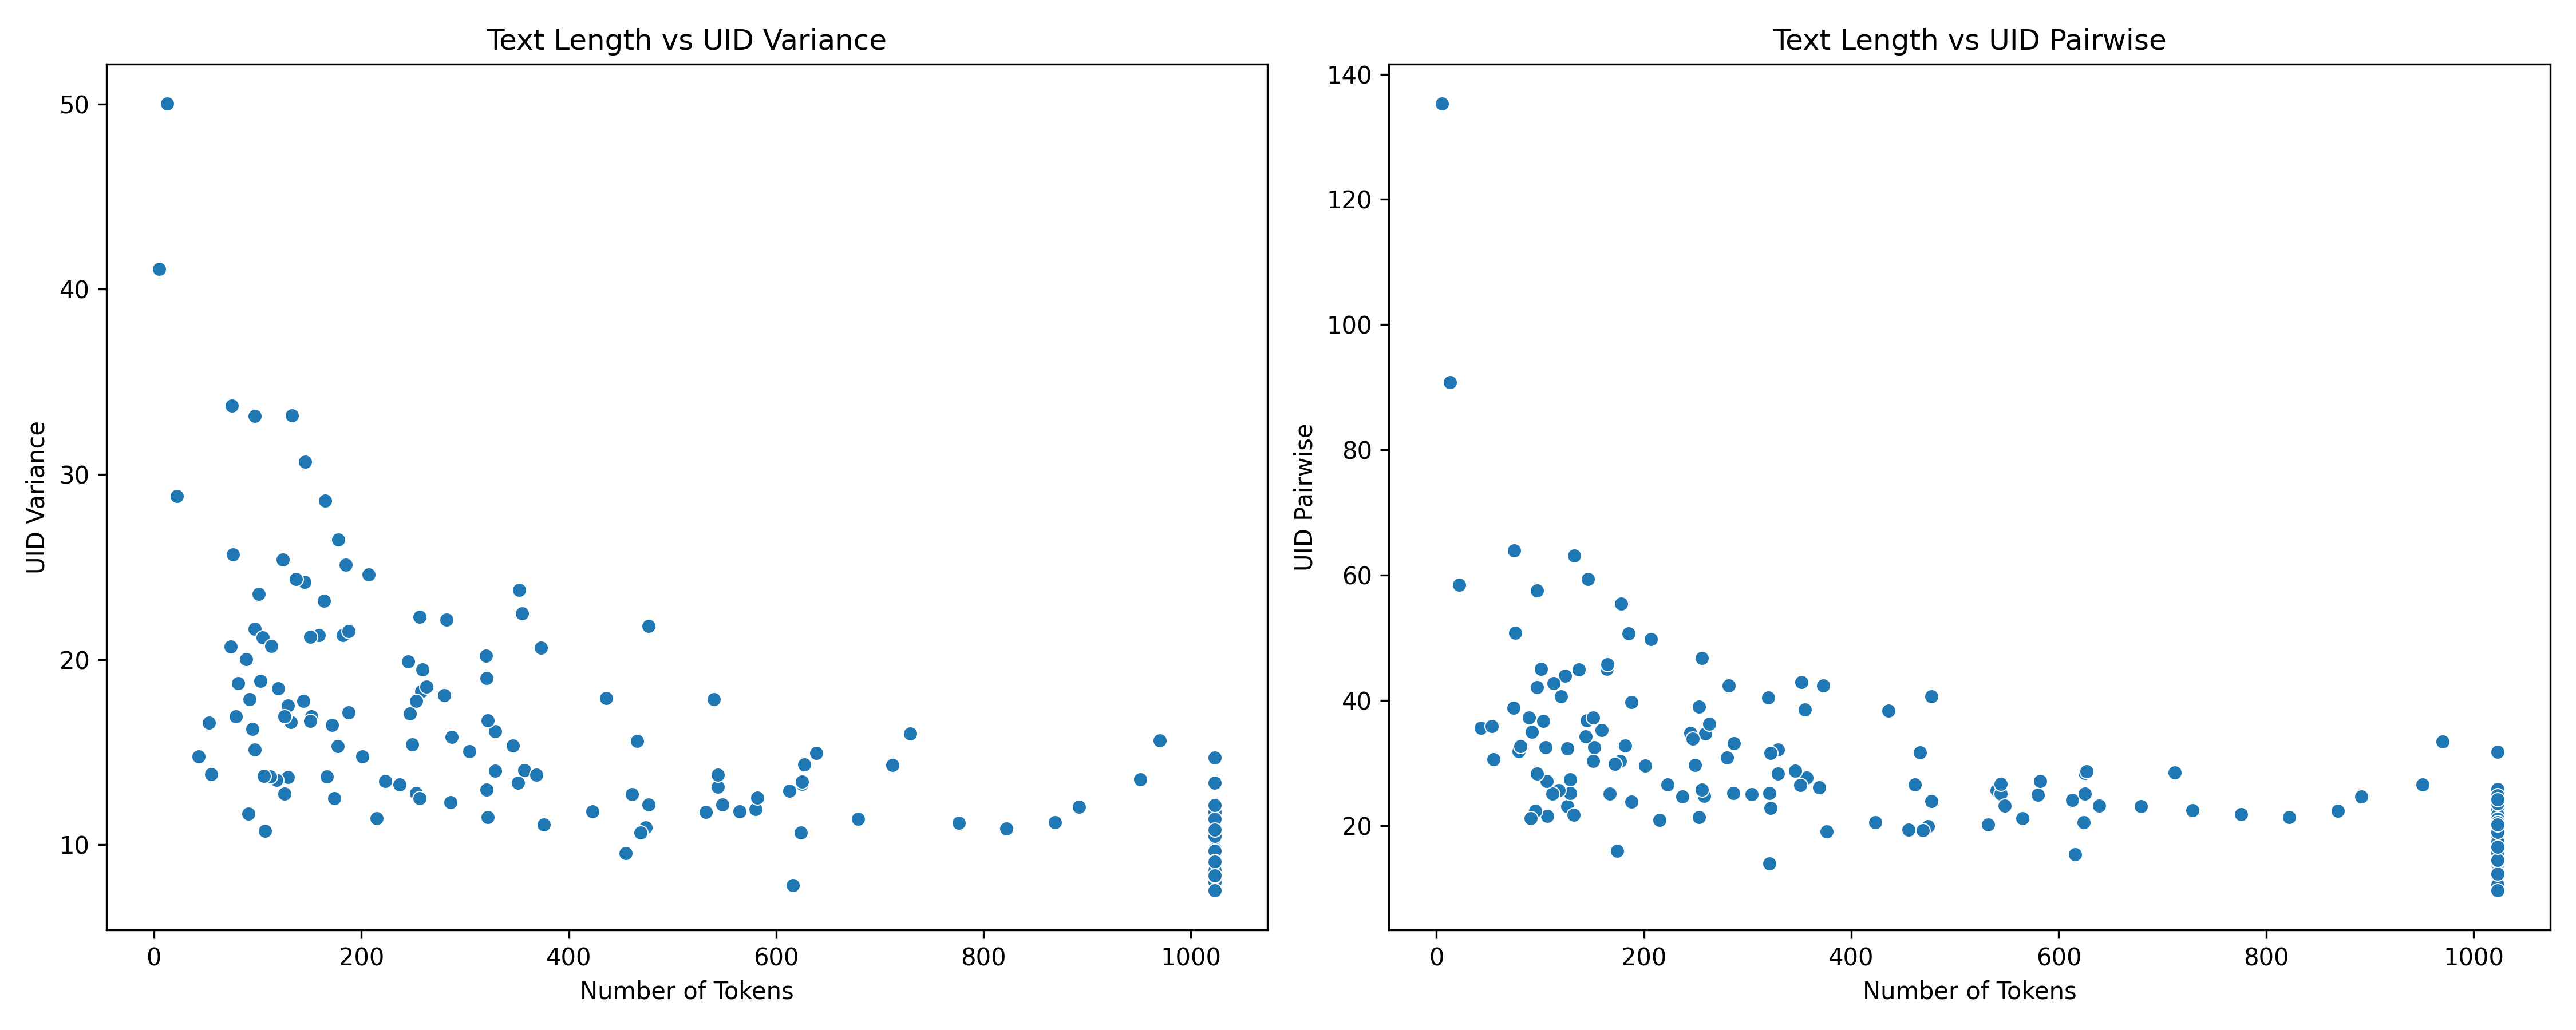 Text Length vs UID Variance
UID Variance
50
40
30
20
10
0 200 400 600 800 1000
Number of Tokens
Text Length vs UID Pairwise
UID Pairwise
140
120
100
80
60
40
20
0 200 400 600 800 1000
Number of Tokens